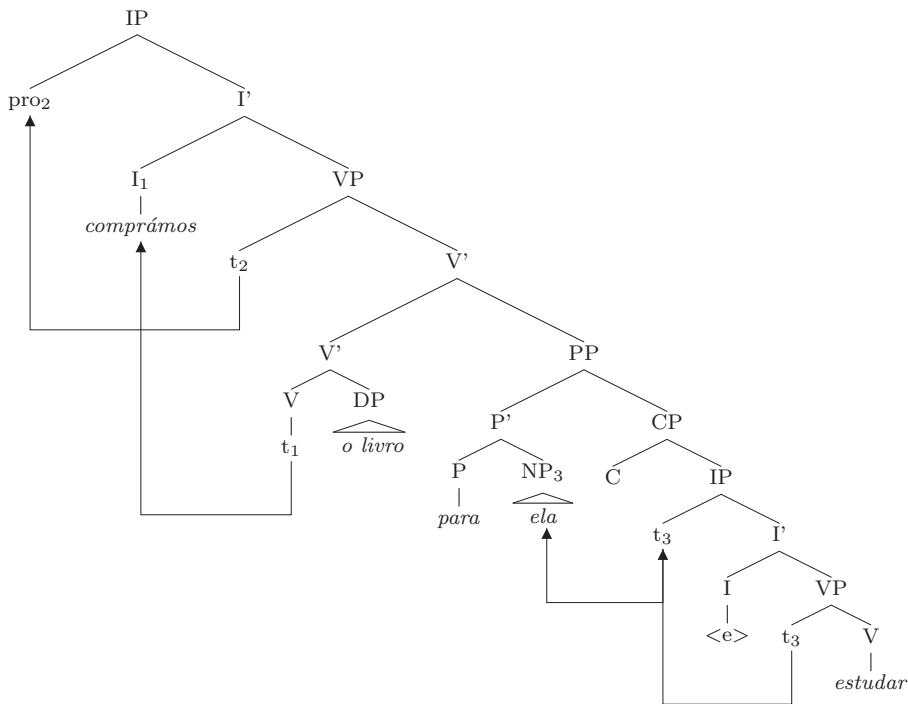 IP
pro₂ I'
I₁ VP
comprámos
t₂ V'
V' PP
V DP P' CP
t₁ o livro P NP₃ C IP
para ela t₃ I'
I VP
<e> t₃ V
estudar